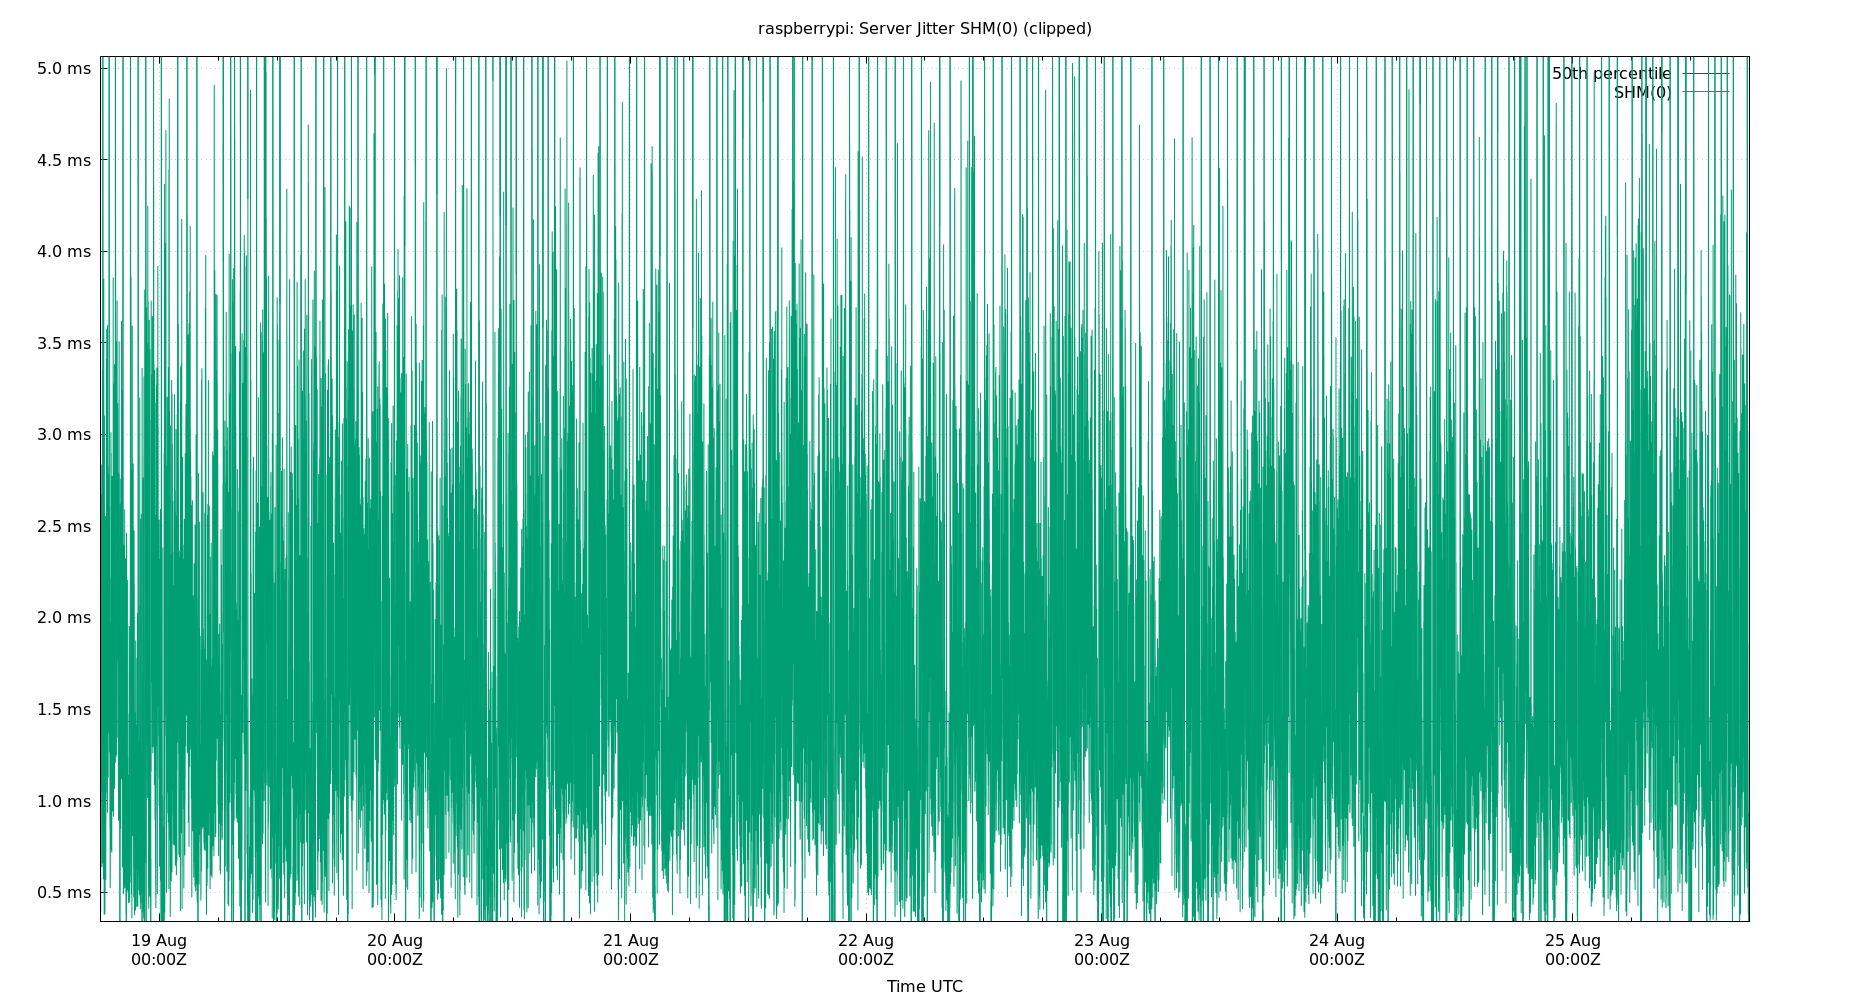 raspberrypi: Server Jitter SHM(0) (clipped)
5.0 ms
50th percentile
SHM(0)
4.5 ms
4.0 ms
3.5 ms
3.0 ms
2.5 ms
2.0 ms
1.5 ms
1.0 ms
0.5 ms
19 Aug 20 Aug 21 Aug 22 Aug 23 Aug 24 Aug 25 Aug
00:00Z 00:00Z 00:00Z 00:00Z 00:00Z 00:00Z 00:00Z
Time UTC